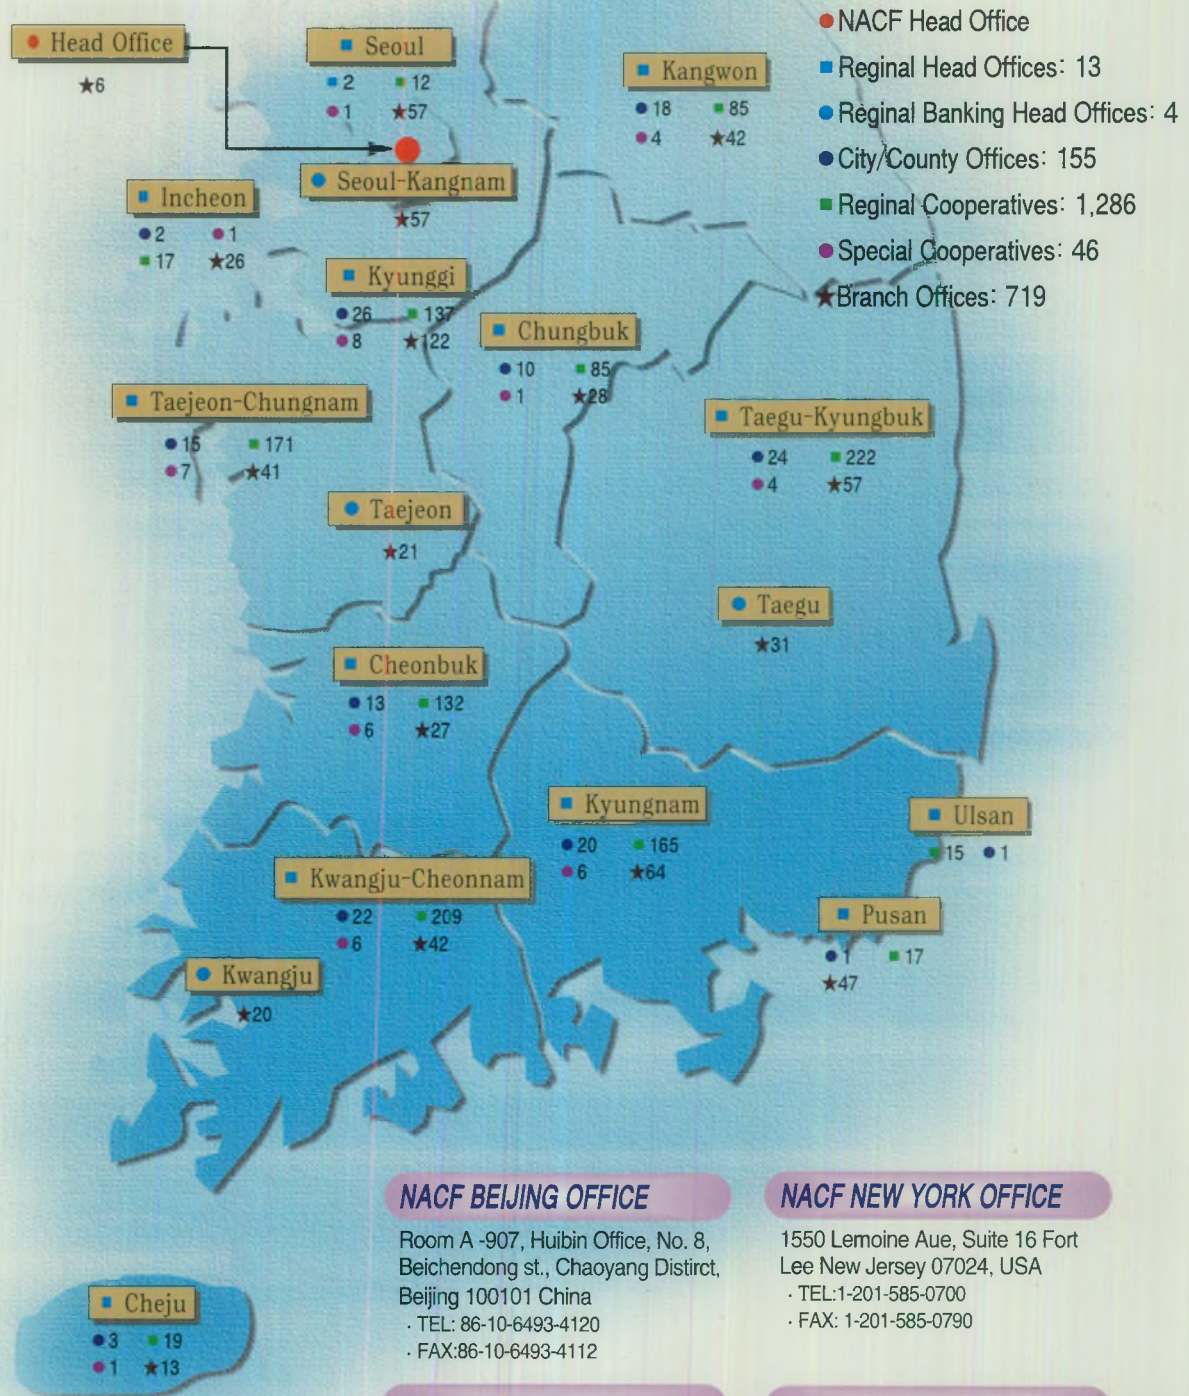 Head Office
★6
Seoul
2 12
1 ★57
Kangwon
18 85
4 ★42
NACF Head Office
Reginal Head Offices: 13
Reginal Banking Head Offices: 4
City/County Offices: 155
Reginal Cooperatives: 1,286
Special Cooperatives: 46
★Branch Offices: 719
Seoul-Kangnam
★57
Incheon
2 1
17 ★26
Kyunggi
26 137
8 ★122
Chungbuk
10 85
1 ★28
Taejeon-Chungnam
15 171
7 ★41
Taegu-Kyungbuk
24 222
4 ★57
Taejeon
★21
Taegu
★31
Cheonbuk
13 132
6 ★27
Kyungnam
20 165
6 ★64
Ulsan
15 1
Kwangju-Cheonnam
22 209
6 ★42
Pusan
1 17
★47
Kwangju
★20
NACF BEIJING OFFICE
Room A -907, Huibin Office, No. 8,
Beichendong st., Chaoyang Distirct,
Beijing 100101 China
· TEL: 86-10-6493-4120
· FAX:86-10-6493-4112
NACF NEW YORK OFFICE
1550 Lemoine Aue, Suite 16 Fort
Lee New Jersey 07024, USA
· TEL:1-201-585-0700
· FAX: 1-201-585-0790
Cheju
3 19
1 ★13